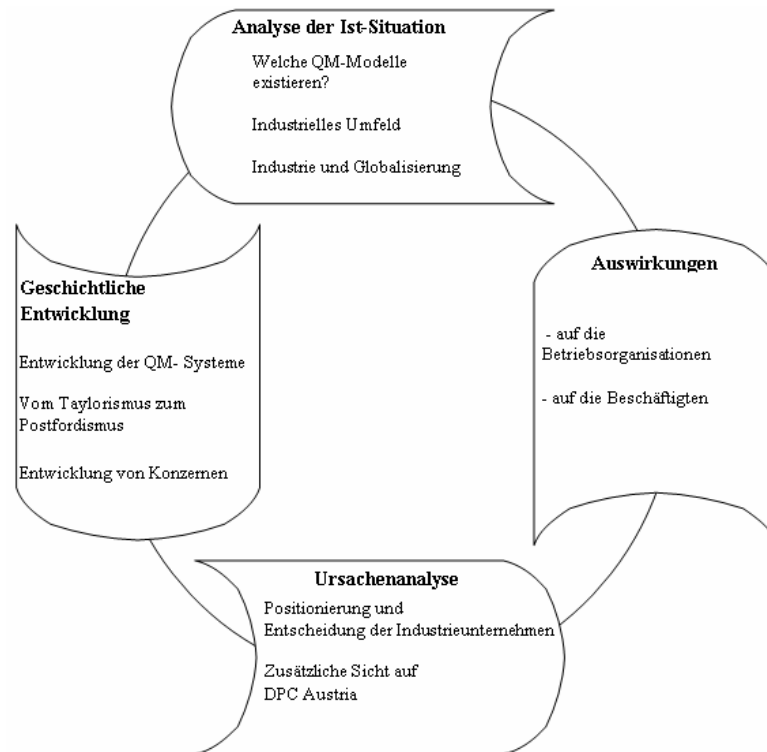 Analyse der Ist-Situation
Welche QM-Modelle
existieren?
Industrielles Umfeld
Industrie und Globalisierung
Geschichtliche
Entwicklung
Entwicklung der QM- Systeme
Vom Taylorismus zum
Postfordismus
Entwicklung von Konzernen
Auswirkungen
- auf die
Betriebsorganisationen
- auf die Beschäftigten
Ursachenanalyse
Positionierung und
Entscheidung der Industrieunternehmen
Zusätzliche Sicht auf
DPC Austria